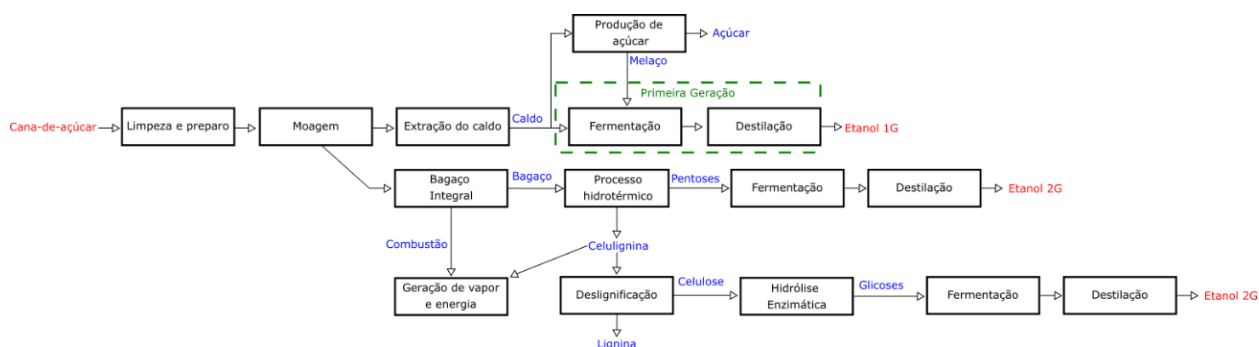 Produção de
açúcar
Açúcar
Melaço
Primeira Geração
Cana-de-açúcar
Limpeza e preparo
Moagem
Extração do caldo
Caldo
Fermentação
Destilação
Etanol 1G
Bagaço
Integral
Bagaço
Processo
hidrotérmico
Pentoses
Fermentação
Destilação
Etanol 2G
Combustão
Celulignina
Geração de vapor
e energia
Deslignificação
Celulose
Hidrólise
Enzimática
Glicoses
Fermentação
Destilação
Etanol 2G
Lignina